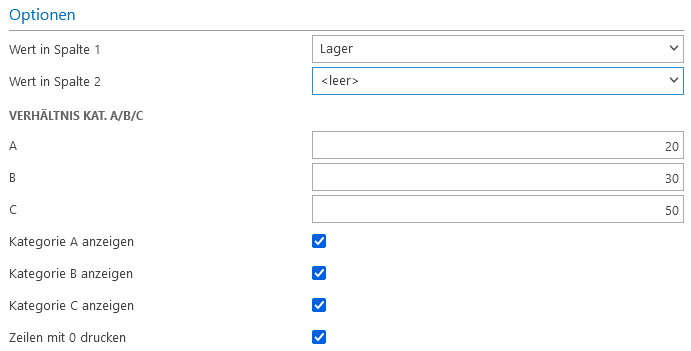 Optionen
Wert in Spalte 1 Lager
Wert in Spalte 2 <leer>
VERHÄLTNIS KAT. A/B/C
A 20
B 30
C 50
Kategorie A anzeigen
Kategorie B anzeigen
Kategorie C anzeigen
Zeilen mit 0 drucken